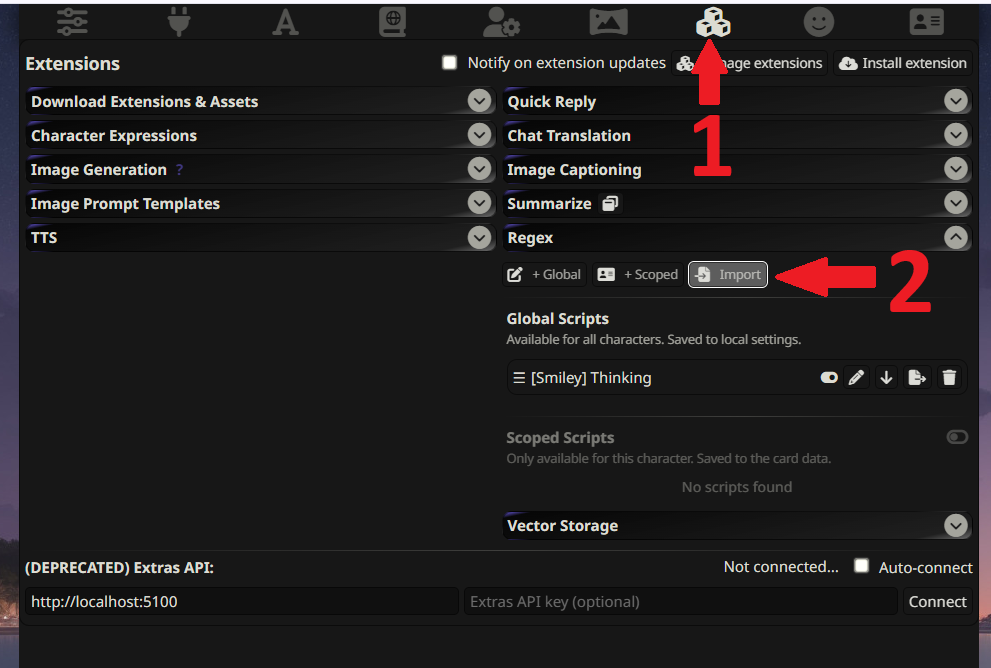 Extensions
Notify on extension updates
age extensions
Install extension
1
Download Extensions & Assets
Quick Reply
Character Expressions
Chat Translation
Image Generation ?
Image Captioning
Image Prompt Templates
Summarize
TTS
Regex
+ Global
+ Scoped
Import
2
Global Scripts
Available for all characters. Saved to local settings.
[Smiley] Thinking
Scoped Scripts
Only available for this character. Saved to the card data.
No scripts found
Vector Storage
(DEPRECATED) Extras API:
Not connected...
Auto-connect
http://localhost:5100
Extras API key (optional)
Connect